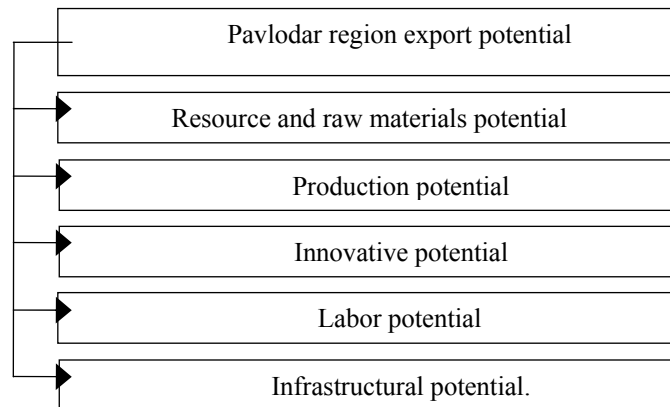 Pavlodar region export potential
Resource and raw materials potential
Production potential
Innovative potential
Labor potential
Infrastructural potential.